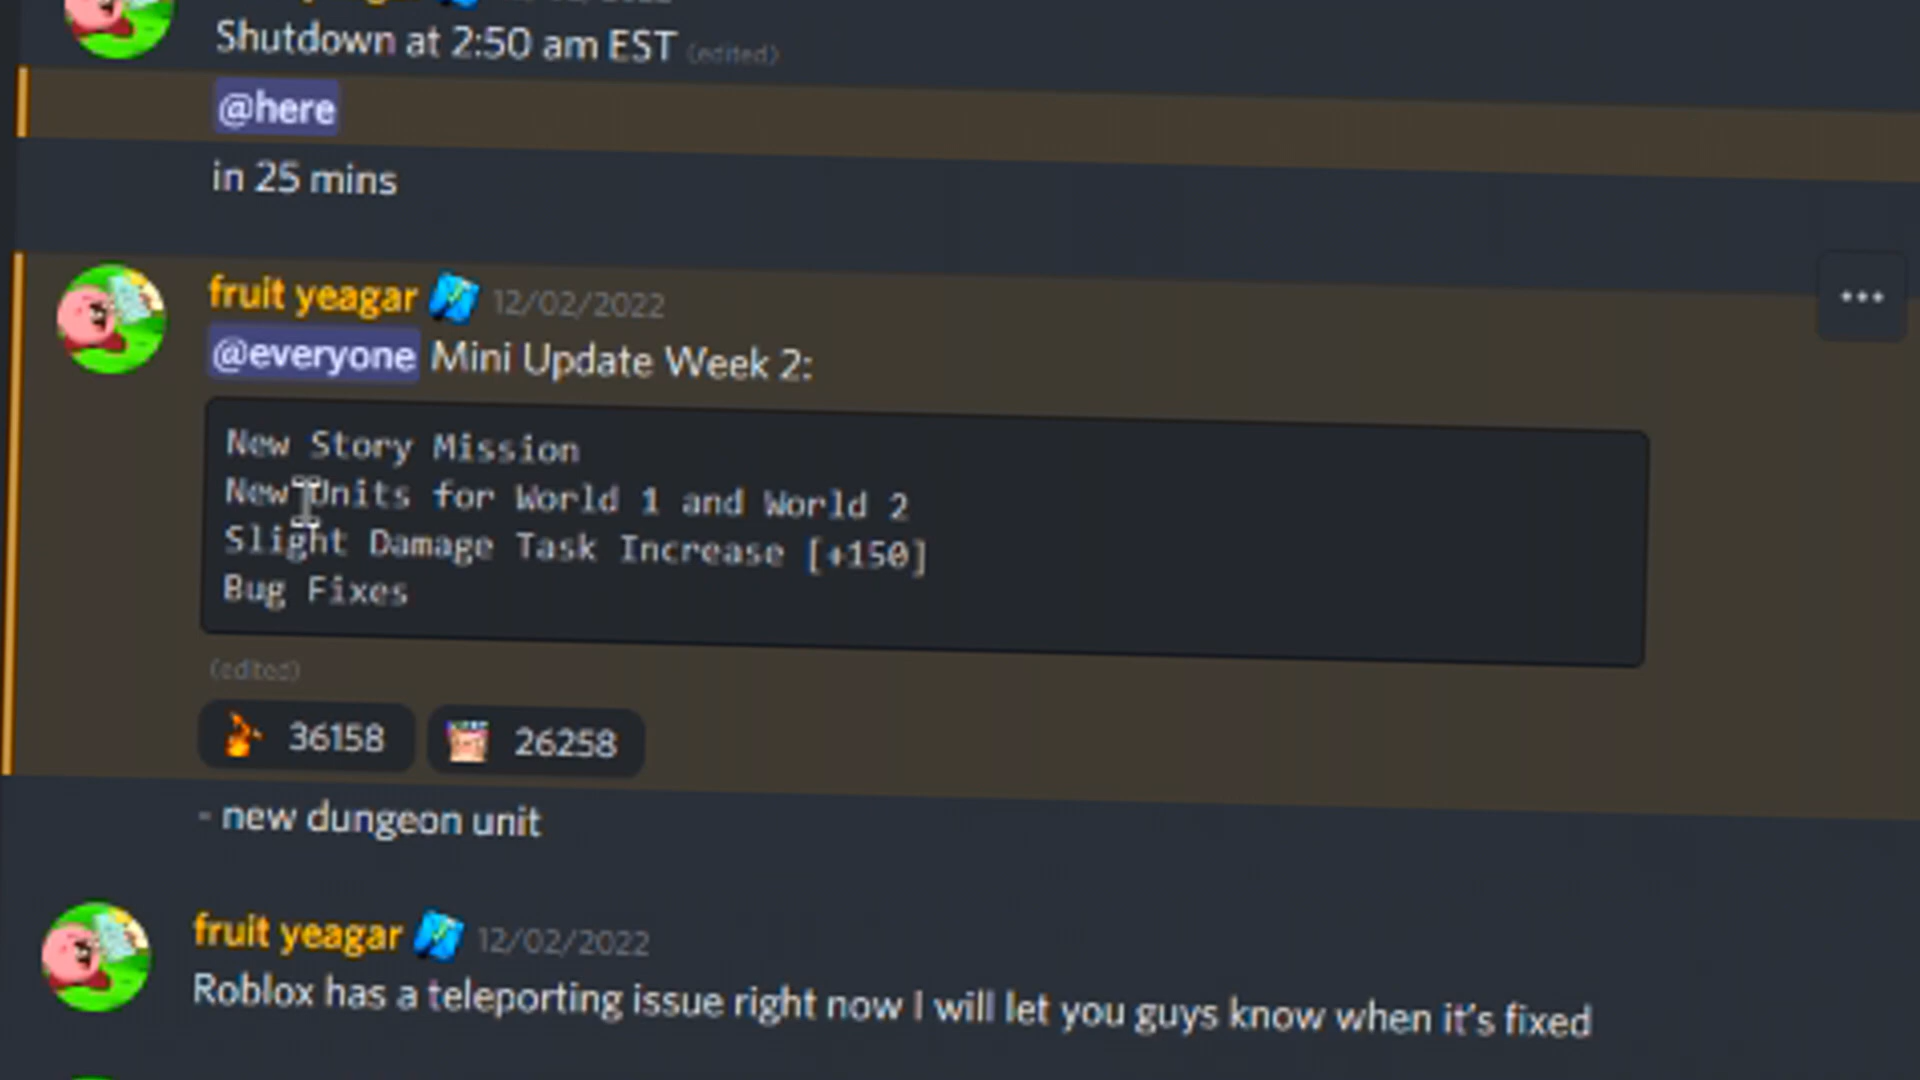 Shutdown at 2:50 am EST (edited)
@here
in 25 mins
fruit yeagar 12/02/2022
@everyone Mini Update Week 2:
New Story Mission
New Units for World 1 and World 2
Slight Damage Task Increase [+150]
Bug Fixes
(edited)
36158 26258
- new dungeon unit
fruit yeagar 12/02/2022
Roblox has a teleporting issue right now I will let you guys know when it's fixed